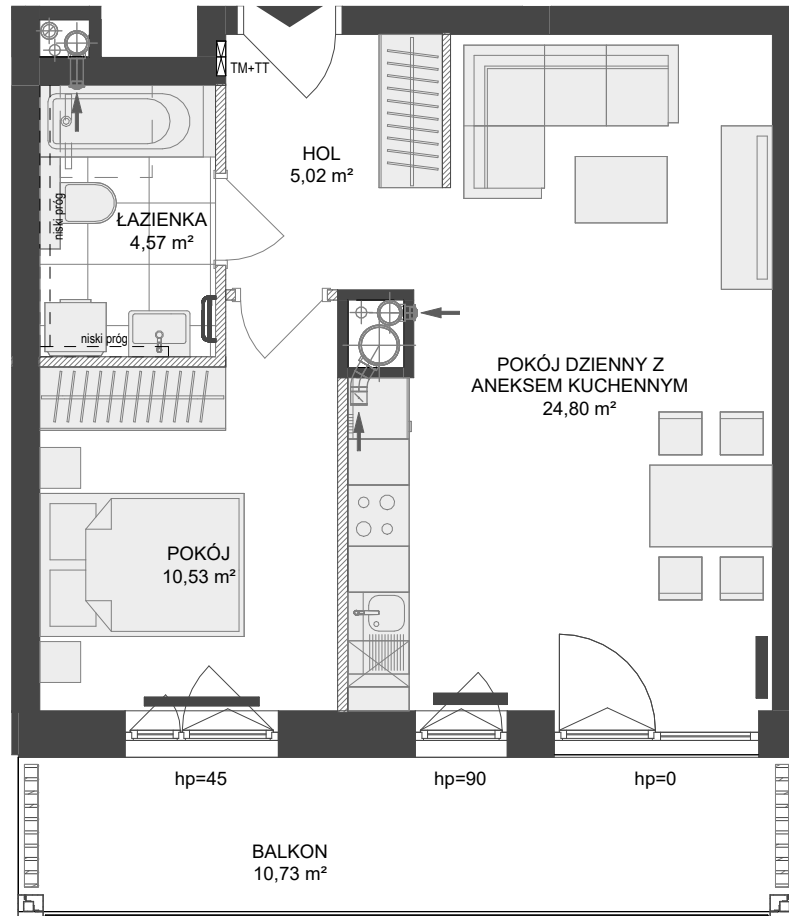 TM+TT
HOL
5,02 m²
ŁAZIENKA
4,57 m²
niski próg
niski próg
POKÓJ DZIENNY Z
ANEKSEM KUCHENNYM
24,80 m²
POKÓJ
10,53 m²
hp=45
hp=90
hp=0
BALKON
10,73 m²